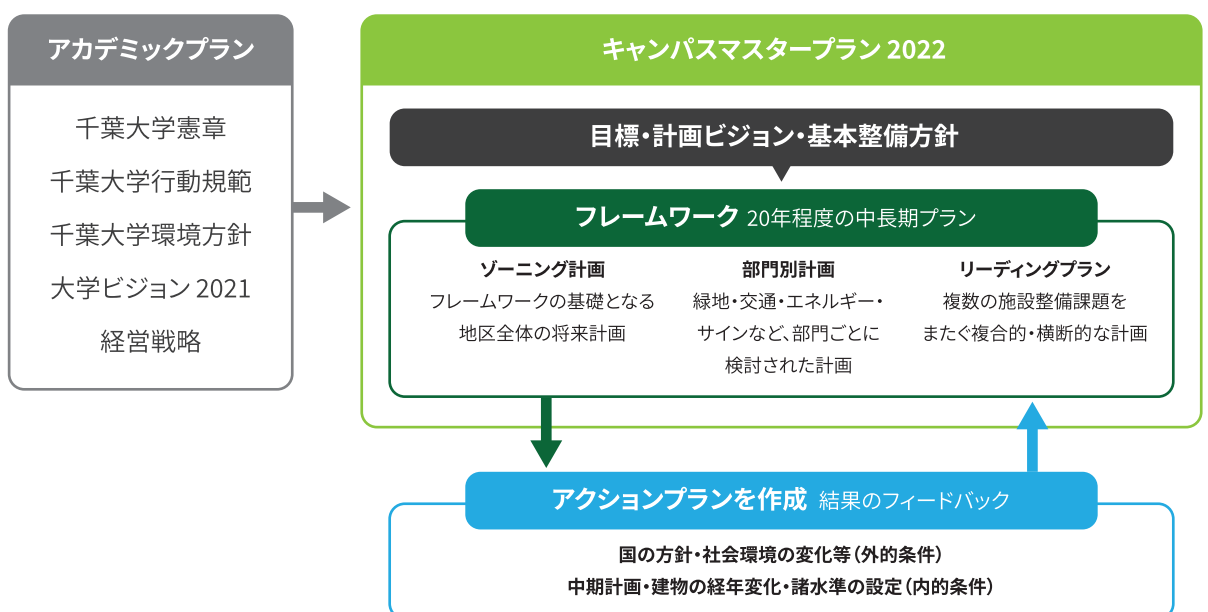 アカデミックプラン
千葉大学憲章
千葉大学行動規範
千葉大学環境方針
大学ビジョン 2021
経営戦略
キャンパスマスタープラン 2022
目標・計画ビジョン・基本整備方針
フレームワーク 20年程度の中長期プラン
ゾーニング計画
フレームワークの基礎となる
地区全体の将来計画
部門別計画
緑地・交通・エネルギー・
サインなど、部門ごとに
検討された計画
リーディングプラン
複数の施設整備課題を
またぐ複合的・横断的な計画
アクションプランを作成 結果のフィードバック
国の方針・社会環境の変化等（外的条件）
中期計画・建物の経年変化・諸水準の設定（内的条件）